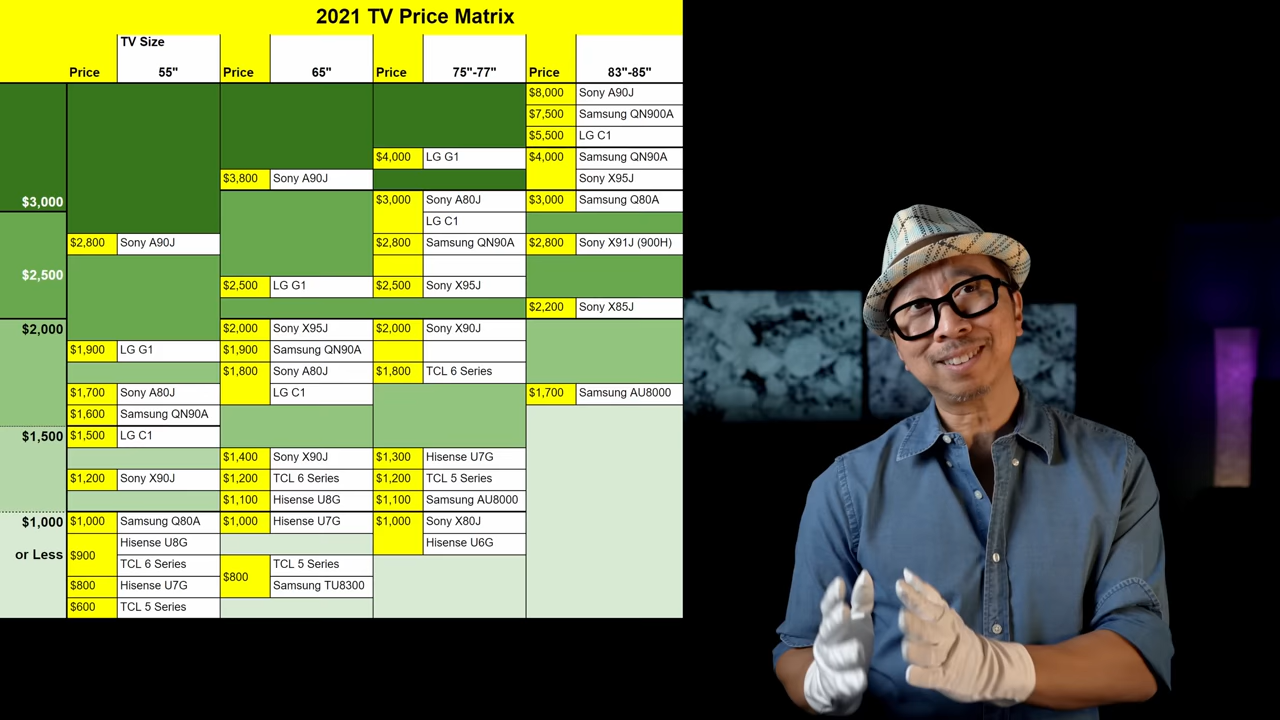 2021 TV Price Matrix
TV Size
Price 55" Price 65" Price 75"-77" Price 83"-85"
$8,000 Sony A90J
$7,500 Samsung QN900A
$5,500 LG C1
$4,000 LG G1 $4,000 Samsung QN90A
$3,800 Sony A90J Sony X95J
$3,000 $3,000 Sony A80J $3,000 Samsung Q80A
LG C1
$2,800 Sony A90J $2,800 Samsung QN90A $2,800 Sony X91J (900H)
$2,500 $2,500 LG G1 $2,500 Sony X95J
$2,200 Sony X85J
$2,000 $2,000 Sony X95J $2,000 Sony X90J
$1,900 LG G1 $1,900 Samsung QN90A
$1,800 Sony A80J $1,800 TCL 6 Series
$1,700 Sony A80J LG C1 $1,700 Samsung AU8000
$1,600 Samsung QN90A
$1,500 $1,500 LG C1
$1,400 Sony X90J $1,300 Hisense U7G
$1,200 Sony X90J $1,200 TCL 6 Series $1,200 TCL 5 Series
$1,100 Hisense U8G $1,100 Samsung AU8000
$1,000 $1,000 Samsung Q80A $1,000 Hisense U7G $1,000 Sony X80J
or Less $900 Hisense U8G Hisense U6G
TCL 6 Series $800 TCL 5 Series
$800 Hisense U7G Samsung TU8300
$600 TCL 5 Series